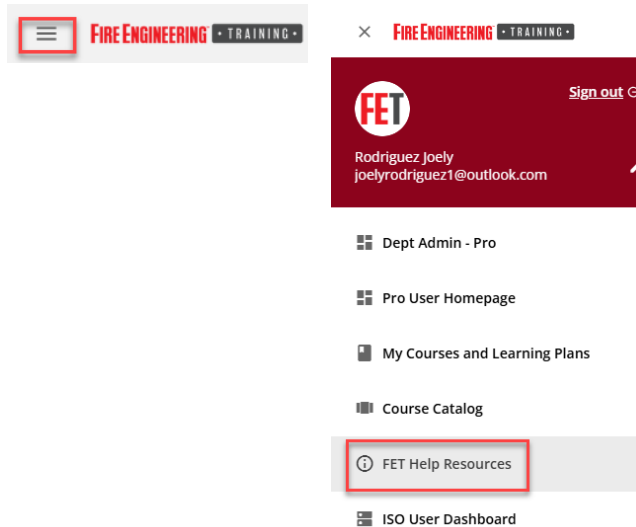 FIRE ENGINEERING • TRAINING •
FIRE ENGINEERING • TRAINING •
FET
Sign out
Rodriguez Joely
joelyrodriguez1@outlook.com
Dept Admin - Pro
Pro User Homepage
My Courses and Learning Plans
Course Catalog
FET Help Resources
ISO User Dashboard